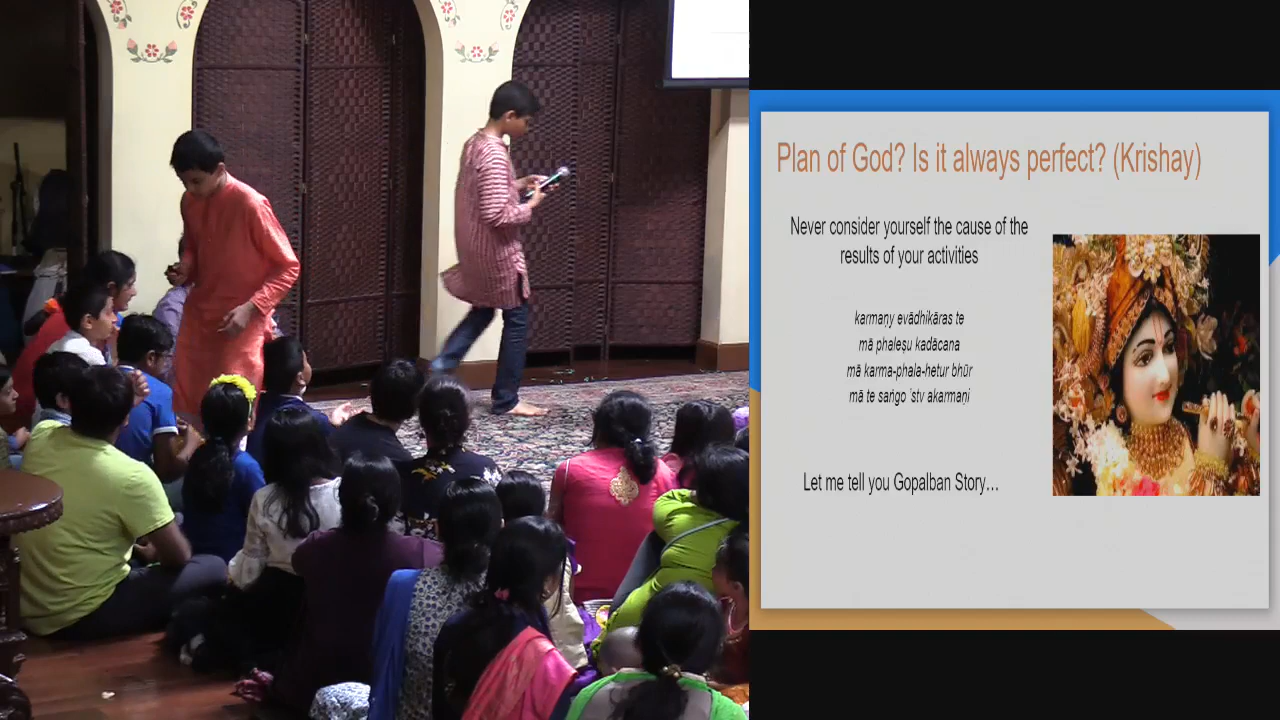 Plan of God? Is it always perfect? (Krishay)
Never consider yourself the cause of the
results of your activities
karmaṇy evādhikāras te
mā phaleṣu kadācana
mā karma-phala-hetur bhūr
mā te saṅgo 'stv akarmaṇi
Let me tell you Gopalban Story…